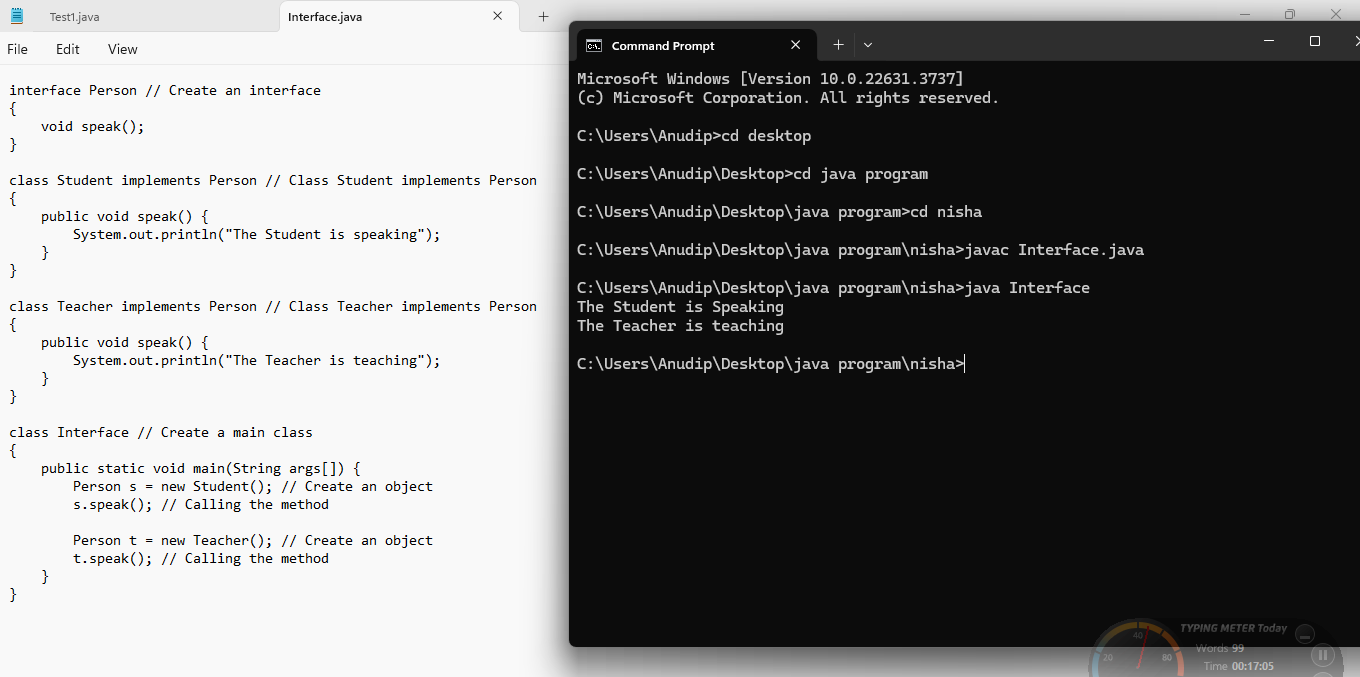 Test1.java
Interface.java
File Edit View
interface Person // Create an interface
{
    void speak();
}
class Student implements Person // Class Student implements Person
{
    public void speak() {
        System.out.println("The Student is speaking");
    }
}
class Teacher implements Person // Class Teacher implements Person
{
    public void speak() {
        System.out.println("The Teacher is teaching");
    }
}
class Interface // Create a main class
{
    public static void main(String args[]) {
        Person s = new Student(); // Create an object
        s.speak(); // Calling the method
        Person t = new Teacher(); // Create an object
        t.speak(); // Calling the method
    }
}
Command Prompt
Microsoft Windows [Version 10.0.22631.3737]
(c) Microsoft Corporation. All rights reserved.
C:\Users\Anudip>cd desktop
C:\Users\Anudip\Desktop>cd java program
C:\Users\Anudip\Desktop\java program>cd nisha
C:\Users\Anudip\Desktop\java program\nisha>javac Interface.java
C:\Users\Anudip\Desktop\java program\nisha>java Interface
The Student is Speaking
The Teacher is teaching
C:\Users\Anudip\Desktop\java program\nisha>
TYPING METER Today
Words 99
Time 00:17:05
20 40 80